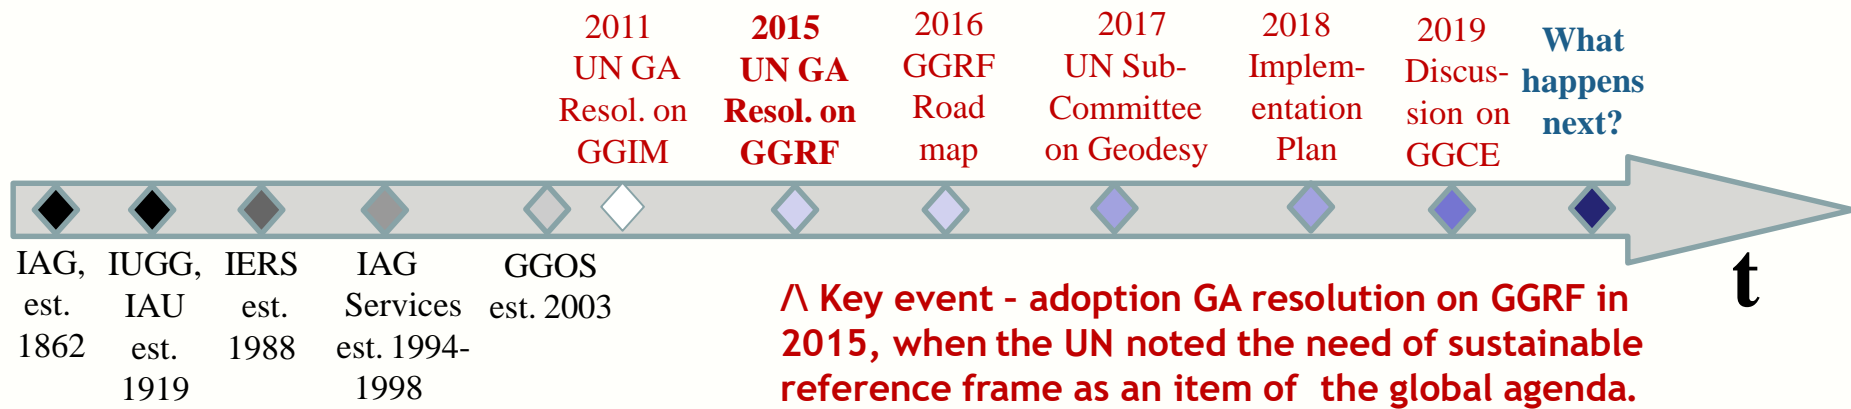 2011
UN GA
Resol. on
GGIM
2015
UN GA
Resol. on
GGRF
2016
GGRF
Road
map
2017
UN Sub-
Committee
on Geodesy
2018
Implem-
entation
Plan
2019
Discus-
sion on
GGCE
What
happens
next?
IAG,
est.
1862
IUGG,
IAU
est.
1919
IERS
est.
1988
IAG
Services
est. 1994-
1998
GGOS
est. 2003
t
/\ Key event – adoption GA resolution on GGRF in
2015, when the UN noted the need of sustainable
reference frame as an item of the global agenda.